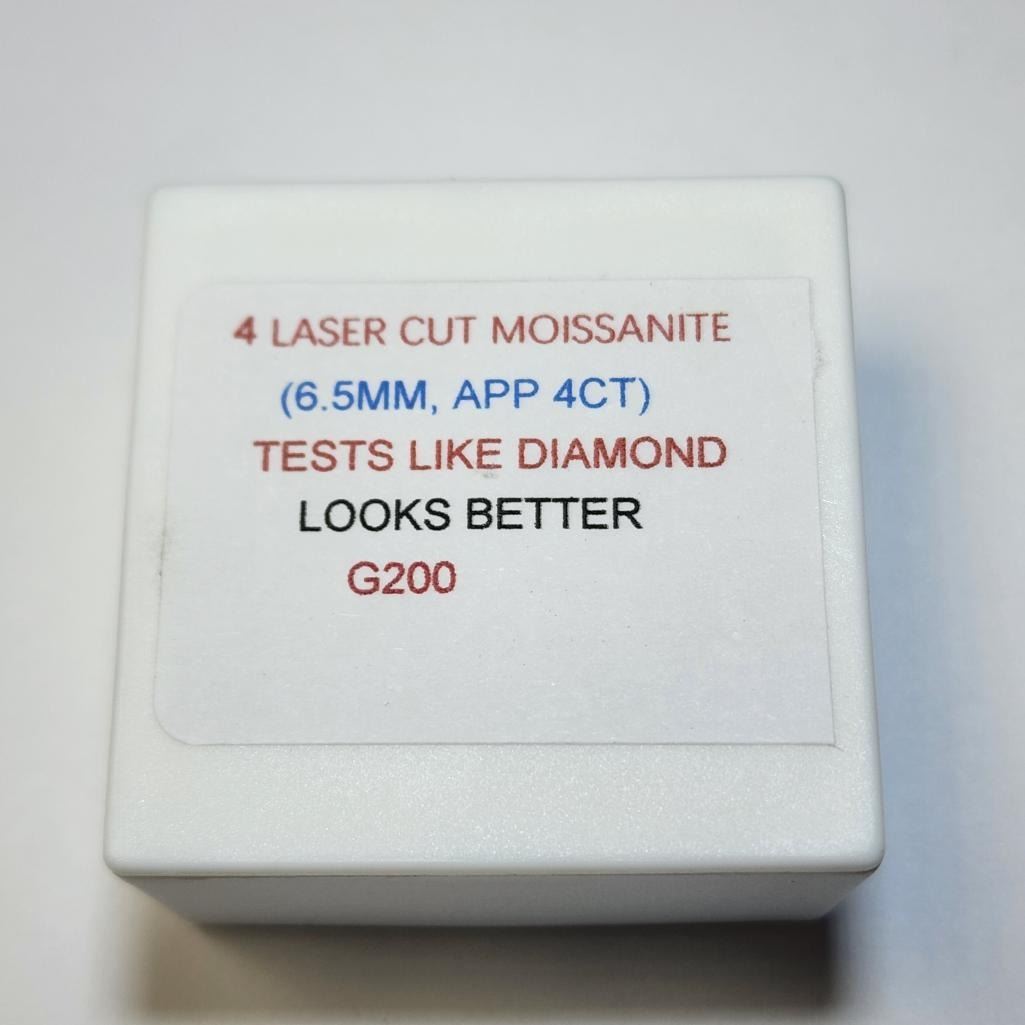 4 LASER CUT MOISSANITE
(6.5MM, APP 4CT)
TESTS LIKE DIAMOND
LOOKS BETTER
G200